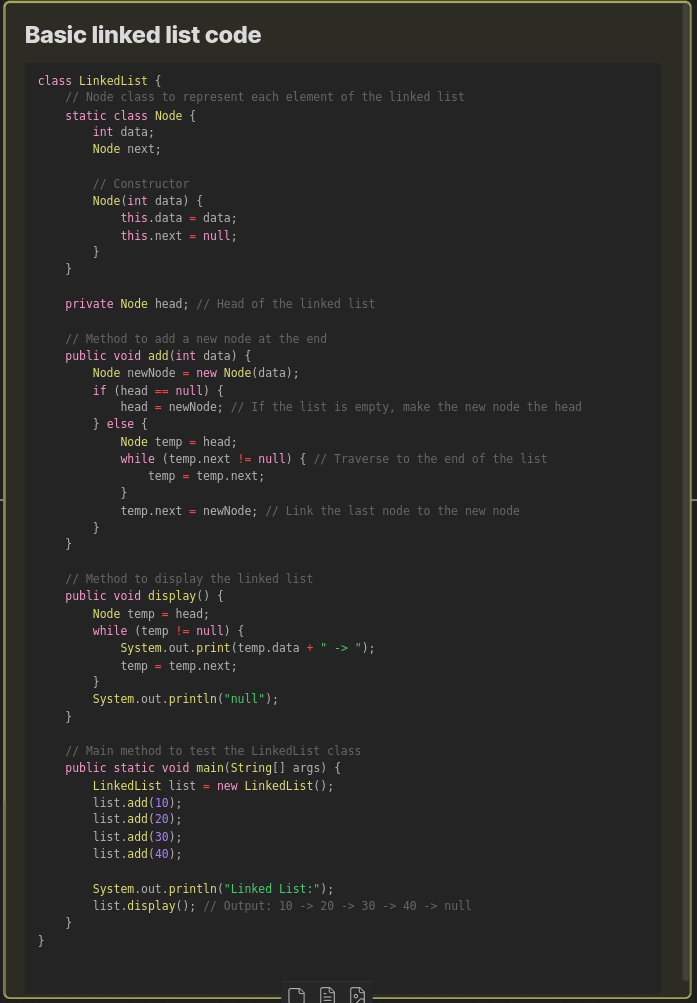 Basic linked list code
class LinkedList {
    // Node class to represent each element of the linked list
    static class Node {
        int data;
        Node next;

        // Constructor
        Node(int data) {
            this.data = data;
            this.next = null;
        }
    }

    private Node head; // Head of the linked list

    // Method to add a new node at the end
    public void add(int data) {
        Node newNode = new Node(data);
        if (head == null) {
            head = newNode; // If the list is empty, make the new node the head
        } else {
            Node temp = head;
            while (temp.next != null) { // Traverse to the end of the list
                temp = temp.next;
            }
            temp.next = newNode; // Link the last node to the new node
        }
    }

    // Method to display the linked list
    public void display() {
        Node temp = head;
        while (temp != null) {
            System.out.print(temp.data + " -> ");
            temp = temp.next;
        }
        System.out.println("null");
    }

    // Main method to test the LinkedList class
    public static void main(String[] args) {
        LinkedList list = new LinkedList();
        list.add(10);
        list.add(20);
        list.add(30);
        list.add(40);

        System.out.println("Linked List:");
        list.display(); // Output: 10 -> 20 -> 30 -> 40 -> null
    }
}